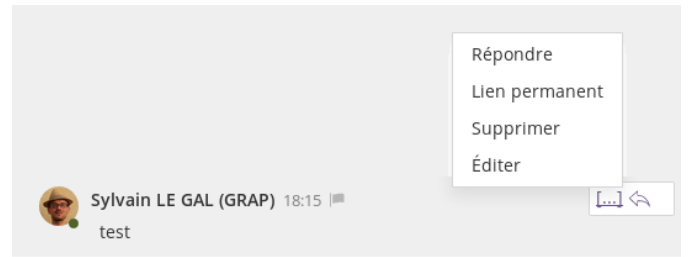 Répondre
Lien permanent
Supprimer
Éditer
Sylvain LE GAL (GRAP) 18:15
[...]
test